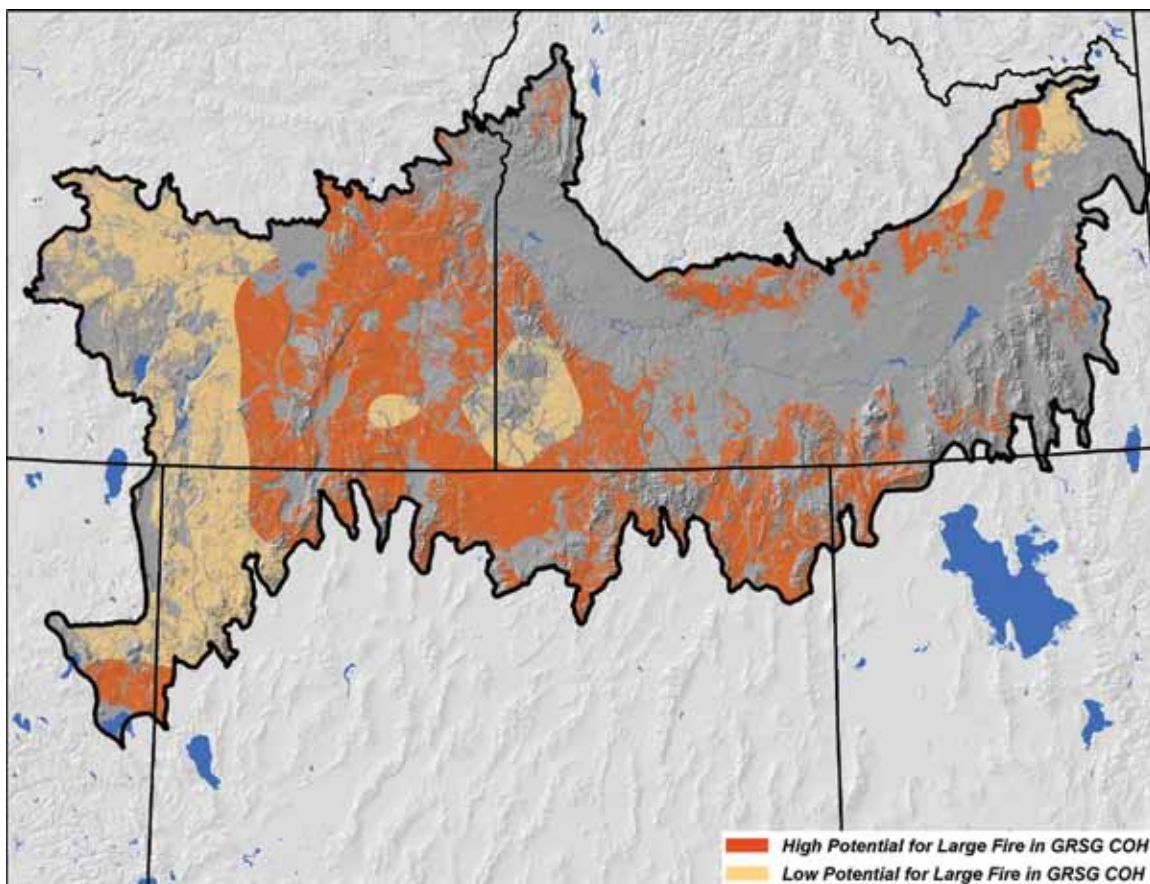 High Potential for Large Fire in GRSG COH
Low Potential for Large Fire in GRSG COH